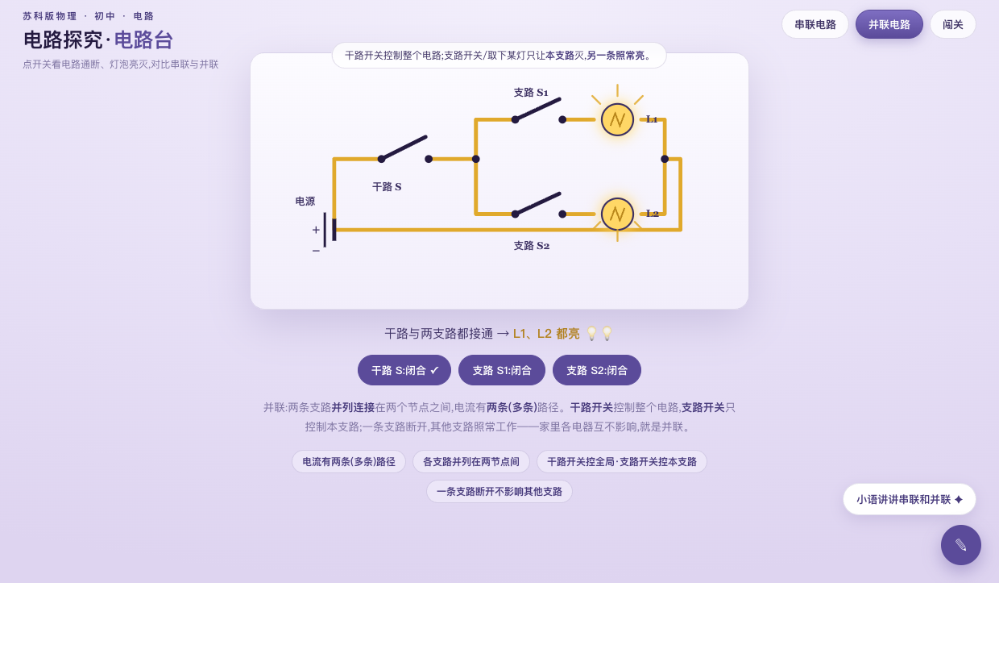 苏科版物理 · 初中 · 电路
电路探究·电路台
点开关看电路通断、灯泡亮灭,对比串联与并联
串联电路
并联电路
闯关
干路开关控制整个电路;支路开关/取下某灯只让本支路灭,另一条照常亮。
支路 S1
L1
干路 S
电源
L2
+
支路 S2
−
干路与两支路都接通 → L1、L2 都亮 💡💡
干路 S:闭合 ✓
支路 S1:闭合
支路 S2:闭合
并联:两条支路并列连接在两个节点之间,电流有两条(多条)路径。干路开关控制整个电路,支路开关只
控制本支路;一条支路断开,其他支路照常工作——家里各电器互不影响,就是并联。
电流有两条(多条)路径
各支路并列在两节点间
干路开关控全局·支路开关控本支路
一条支路断开不影响其他支路
小语讲讲串联和并联 ✦